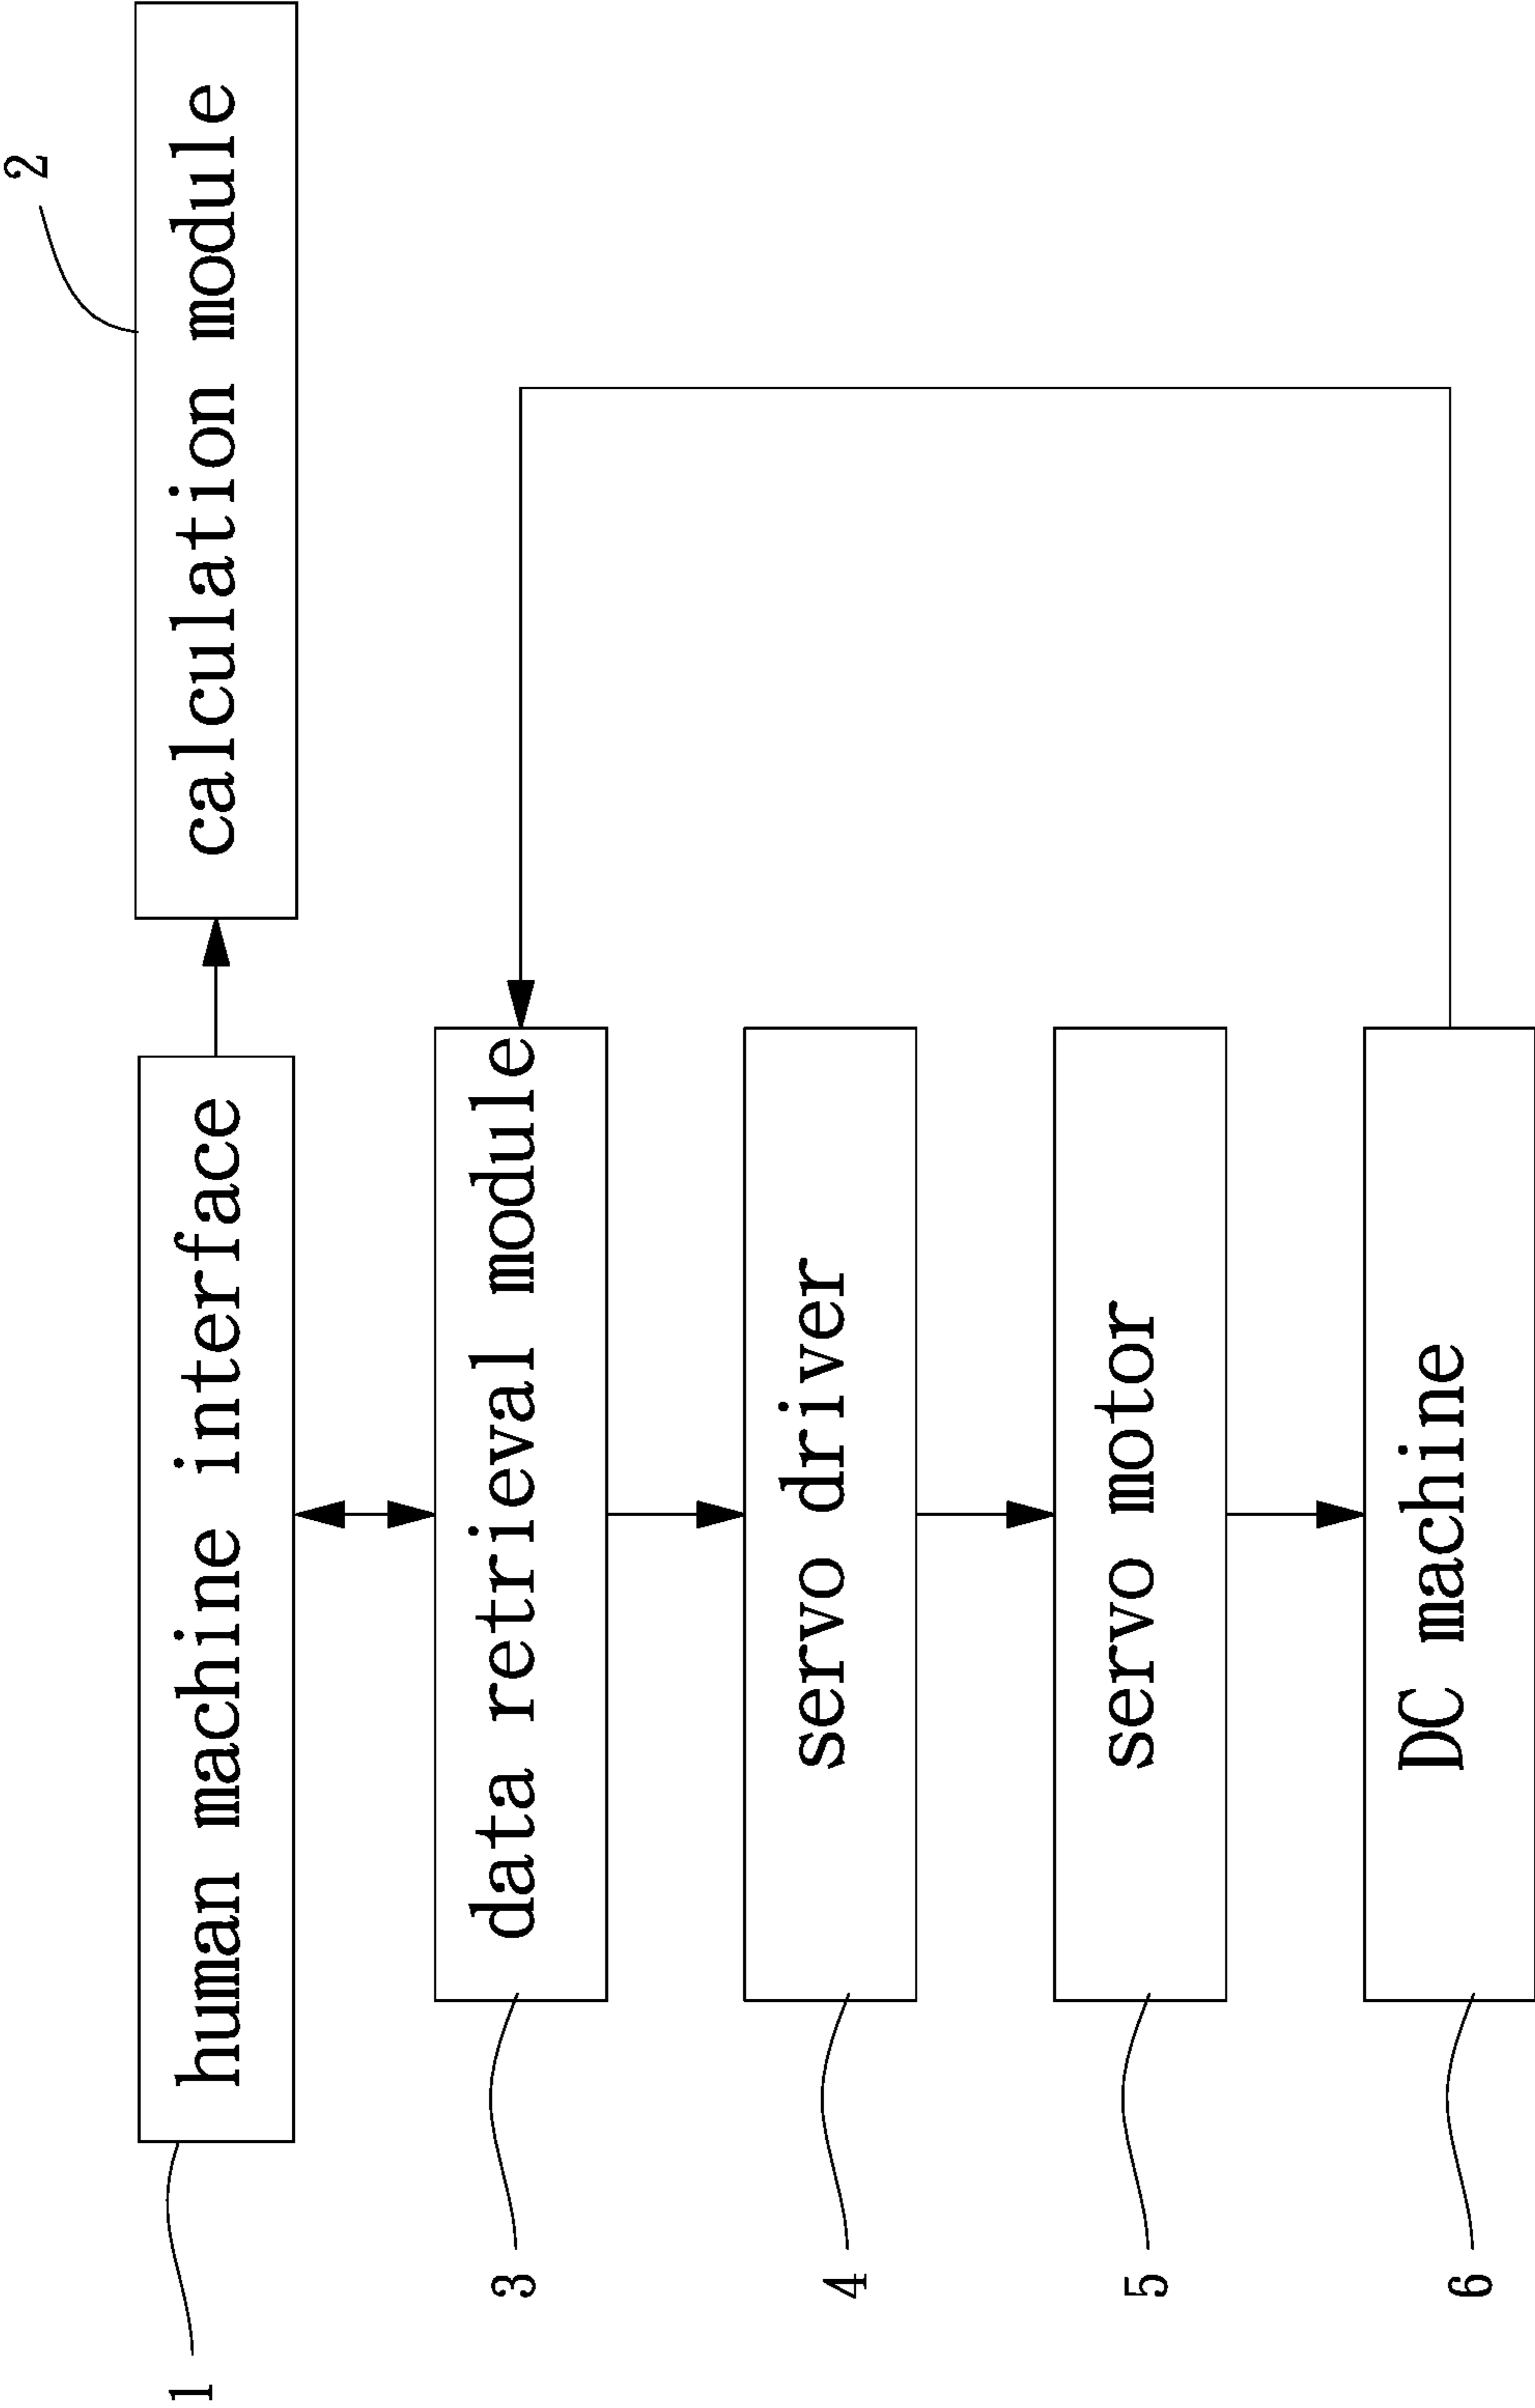 1
human machine interface
calculation module
2
3
data retrieval module
4
servo driver
5
servo motor
6
DC machine